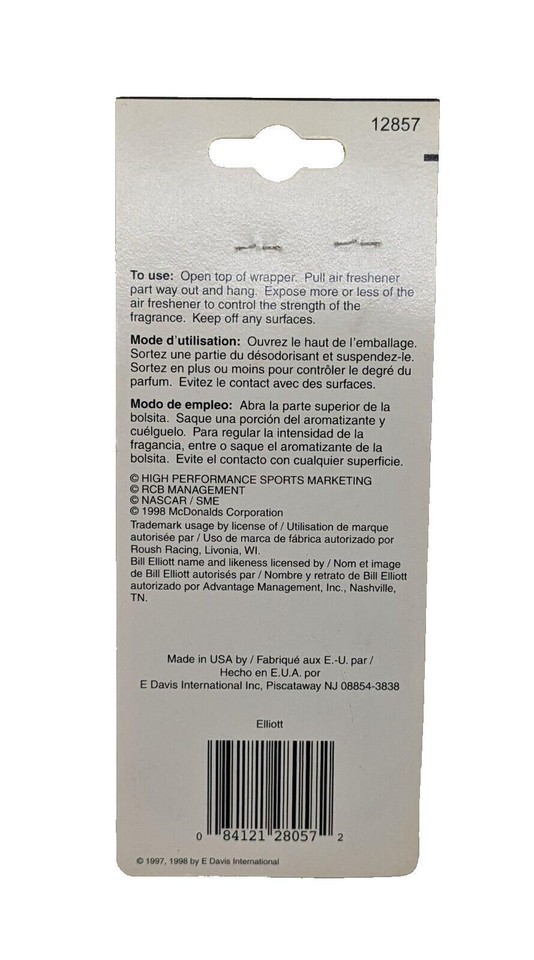 12857
To use: Open top of wrapper. Pull air freshener
part way out and hang. Expose more or less of the
air freshener to control the strength of the
fragrance. Keep off any surfaces.
Mode d'utilisation: Ouvrez le haut de l'emballage.
Sortez une partie du désodorisant et suspendez-le.
Sortez en plus ou moins pour contrôler le degré du
parfum. Evitez le contact avec des surfaces.
Modo de empleo: Abra la parte superior de la
bolsita. Saque una porción del aromatizante y
cuélguelo. Para regular la intensidad de la
fragancia, entre o saque el aromatizante de la
bolsita. Evite el contacto con cualquier superficie.
© HIGH PERFORMANCE SPORTS MARKETING
© RCB MANAGEMENT
© NASCAR / SME
© 1998 McDonalds Corporation
Trademark usage by license of / Utilisation de marque
autorisée par / Uso de marca de fábrica autorizado por
Roush Racing, Livonia, WI.
Bill Elliott name and likeness licensed by / Nom et image
de Bill Elliott autorisés par / Nombre y retrato de Bill Elliott
autorizado por Advantage Management, Inc., Nashville,
TN.
Made in USA by / Fabriqué aux E.-U. par /
Hecho en E.U.A. por
E Davis International Inc, Piscataway NJ 08854-3838
Elliott
0 84121 28057 2
© 1997, 1998 by E Davis International